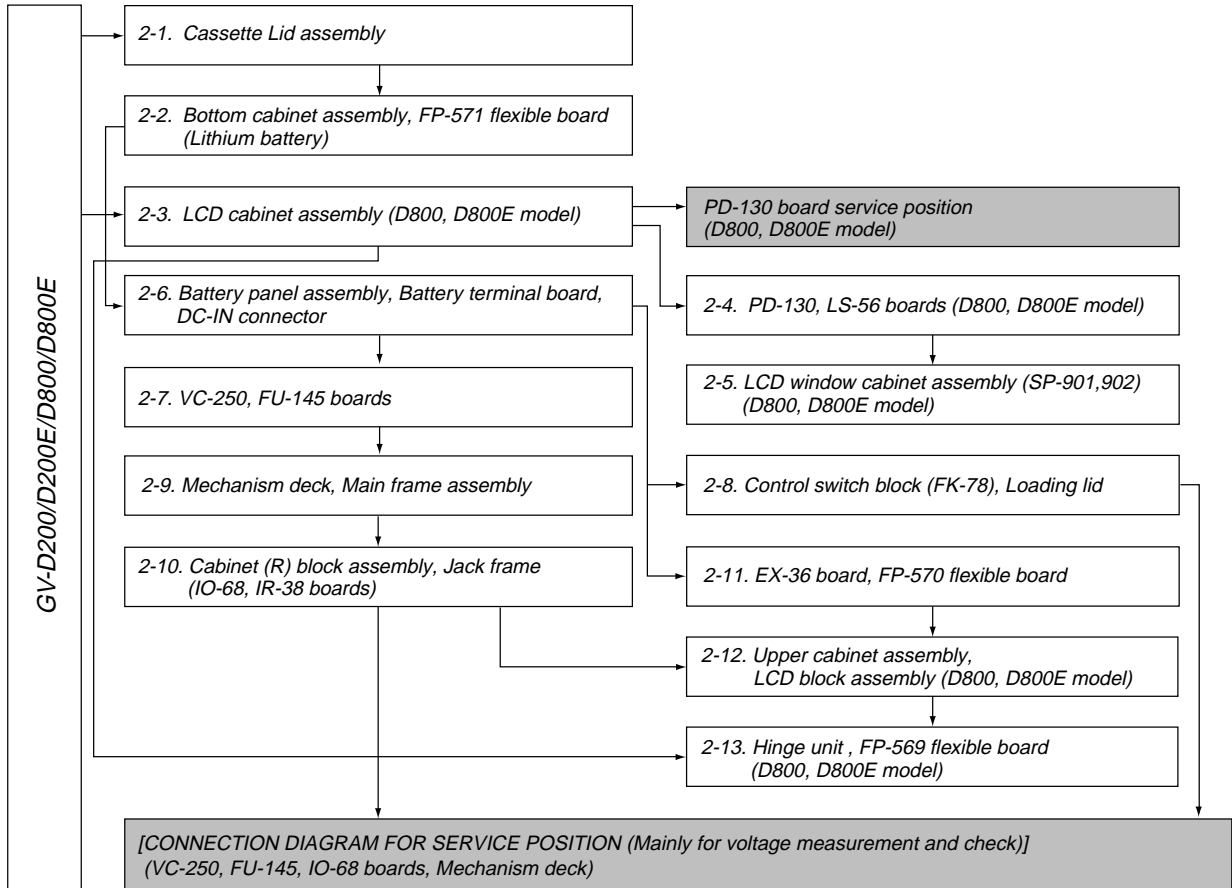 GV-D200/D200E/D800/D800E
2-1. Cassette Lid assembly
2-2. Bottom cabinet assembly, FP-571 flexible board
(Lithium battery)
2-3. LCD cabinet assembly (D800, D800E model)
PD-130 board service position
(D800, D800E model)
2-6. Battery panel assembly, Battery terminal board,
DC-IN connector
2-4. PD-130, LS-56 boards (D800, D800E model)
2-7. VC-250, FU-145 boards
2-5. LCD window cabinet assembly (SP-901,902)
(D800, D800E model)
2-9. Mechanism deck, Main frame assembly
2-8. Control switch block (FK-78), Loading lid
2-10. Cabinet (R) block assembly, Jack frame
(IO-68, IR-38 boards)
2-11. EX-36 board, FP-570 flexible board
2-12. Upper cabinet assembly,
LCD block assembly (D800, D800E model)
2-13. Hinge unit , FP-569 flexible board
(D800, D800E model)
[CONNECTION DIAGRAM FOR SERVICE POSITION (Mainly for voltage measurement and check)]
(VC-250, FU-145, IO-68 boards, Mechanism deck)